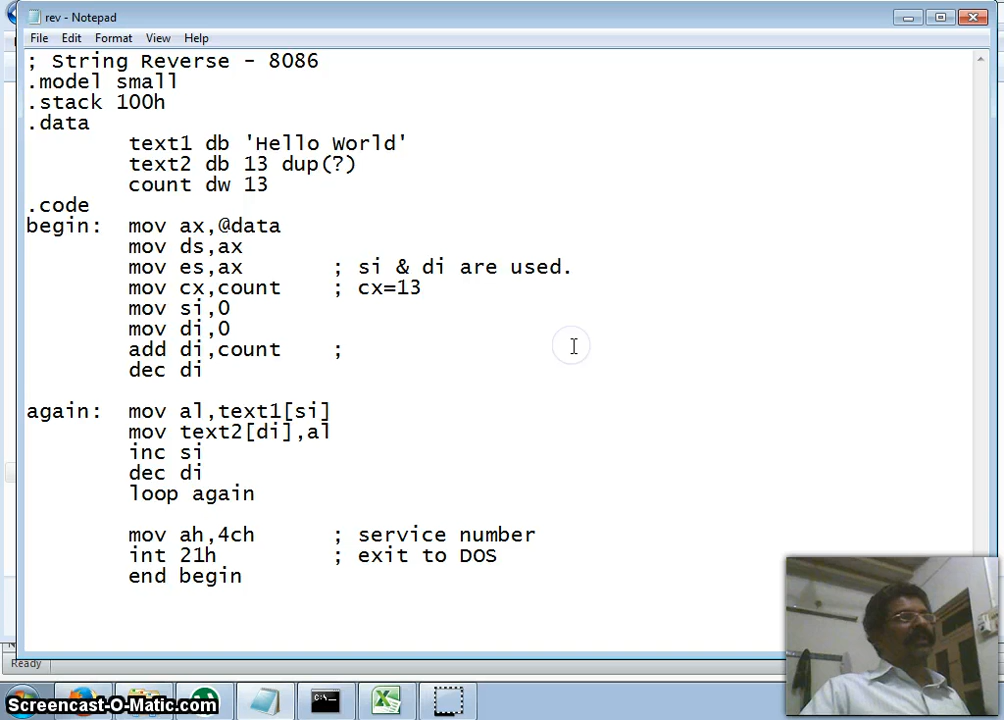 rev - Notepad
File Edit Format View Help
; String Reverse - 8086
.model small
.stack 100h
.data
text1 db 'Hello World'
text2 db 13 dup(?)
count dw 13
.code
begin: mov ax,@data
mov ds,ax
mov es,ax ; si & di are used.
mov cx,count ; cx=13
mov si,0
mov di,0
add di,count ;
dec di
again: mov al,text1[si]
mov text2[di],al
inc si
dec di
loop again
mov ah,4ch ; service number
int 21h ; exit to DOS
end begin
Ready
Screencast-O-Matic.com